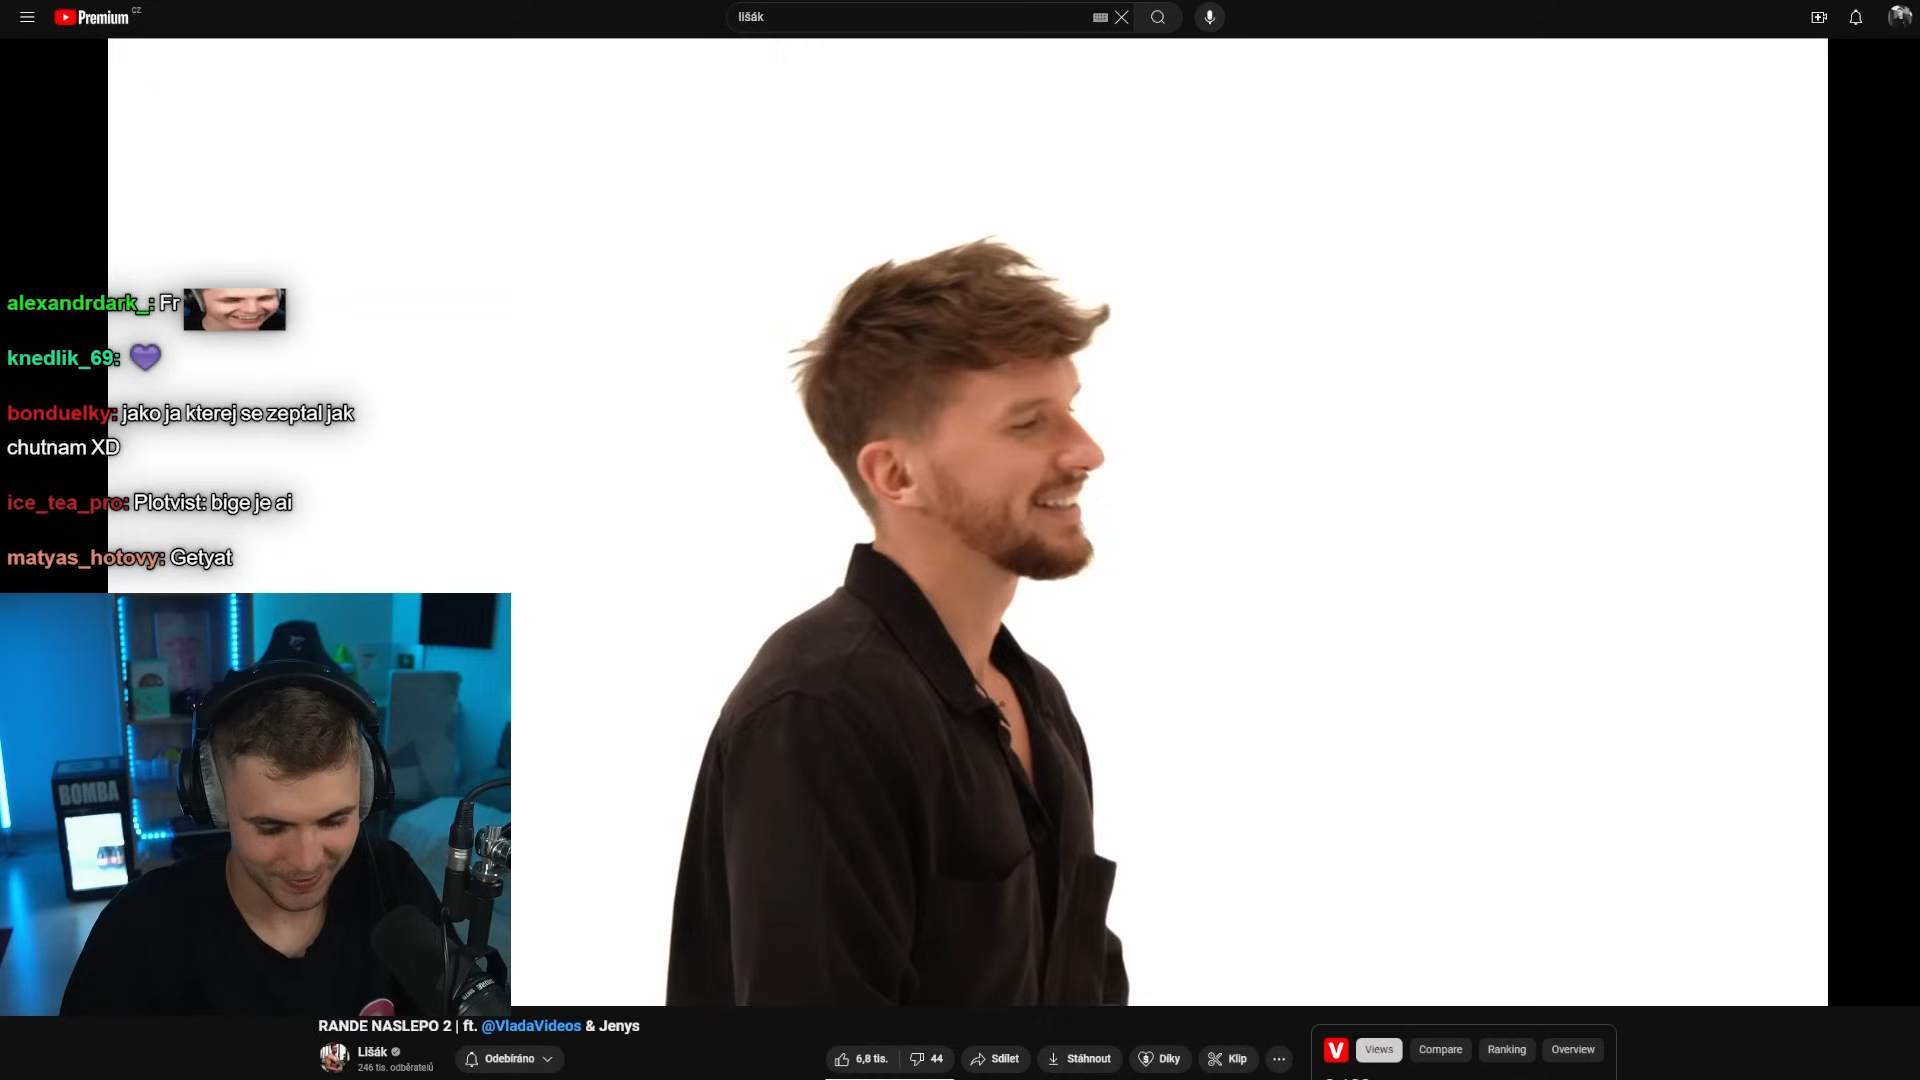 Premium CZ
lišák
alexandrdark_: Fr
knedlik_69: 💜
bonduelky: jako ja kterej se zeptal jak
chutnam XD
ice_tea_pro: Plotvist: bige je ai
matyas_hotovy: Getyat
BOMBA
RANDE NASLEPO 2 | ft. @VladaVideos & Jenys
Lišák
246 tis. odběratelů
Odebíráno
6,8 tis.
44
Sdílet
Stáhnout
Díky
Klip
Views
Compare
Ranking
Overview